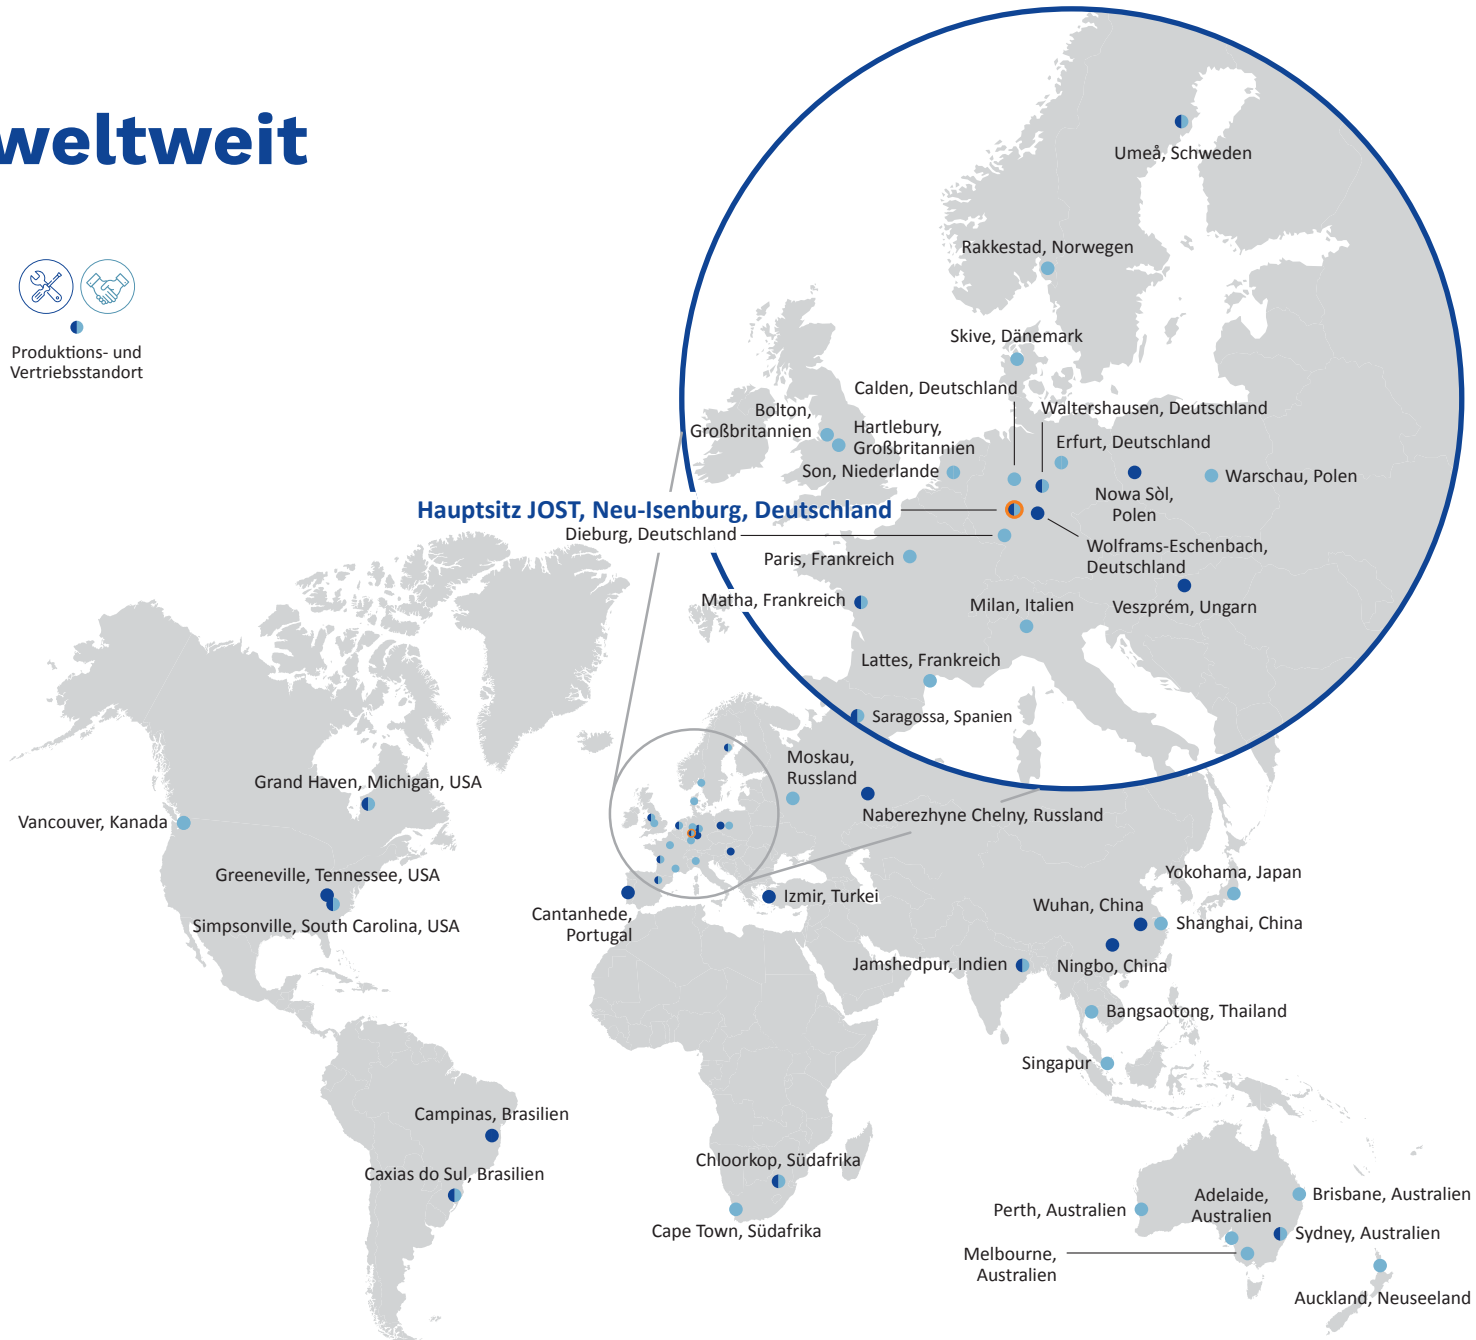 weltweit
Produktions- und
Vertriebsstandort
Umeå, Schweden
Rakkestad, Norwegen
Skive, Dänemark
Calden, Deutschland
Waltershausen, Deutschland
Bolton,
Großbritannien
Hartlebury,
Großbritannien
Erfurt, Deutschland
Son, Niederlande
Warschau, Polen
Nowa Sòl,
Polen
Hauptsitz JOST, Neu-Isenburg, Deutschland
Dieburg, Deutschland
Wolframs-Eschenbach,
Deutschland
Paris, Frankreich
Matha, Frankreich
Milan, Italien
Veszprém, Ungarn
Lattes, Frankreich
Saragossa, Spanien
Moskau,
Russland
Naberezhyne Chelny, Russland
Grand Haven, Michigan, USA
Vancouver, Kanada
Greeneville, Tennessee, USA
Simpsonville, South Carolina, USA
Cantanhede,
Portugal
Izmir, Turkei
Yokohama, Japan
Wuhan, China
Shanghai, China
Jamshedpur, Indien
Ningbo, China
Bangsaotong, Thailand
Singapur
Campinas, Brasilien
Caxias do Sul, Brasilien
Chloorkop, Südafrika
Cape Town, Südafrika
Perth, Australien
Adelaide,
Australien
Brisbane, Australien
Sydney, Australien
Melbourne,
Australien
Auckland, Neuseeland